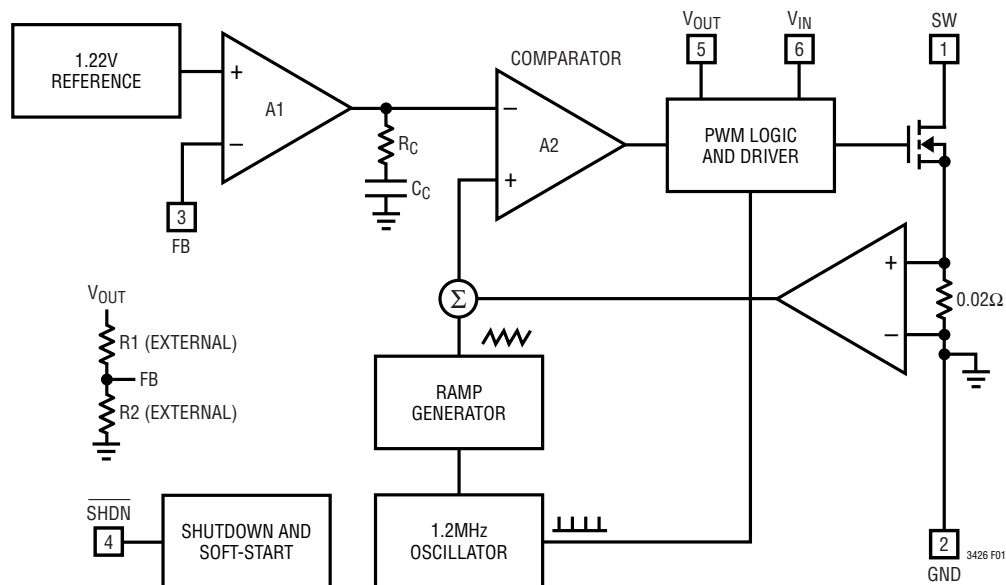 1.22V
REFERENCE
+
−
A1
3
FB
R_C
C_C
COMPARATOR
−
+
A2
V_OUT
5
V_IN
6
PWM LOGIC
AND DRIVER
SW
1
+
−
0.02Ω
Σ
V_OUT
R1 (EXTERNAL)
FB
R2 (EXTERNAL)
RAMP
GENERATOR
SHDN
4
SHUTDOWN AND
SOFT-START
1.2MHz
OSCILLATOR
2
GND
3426 F01